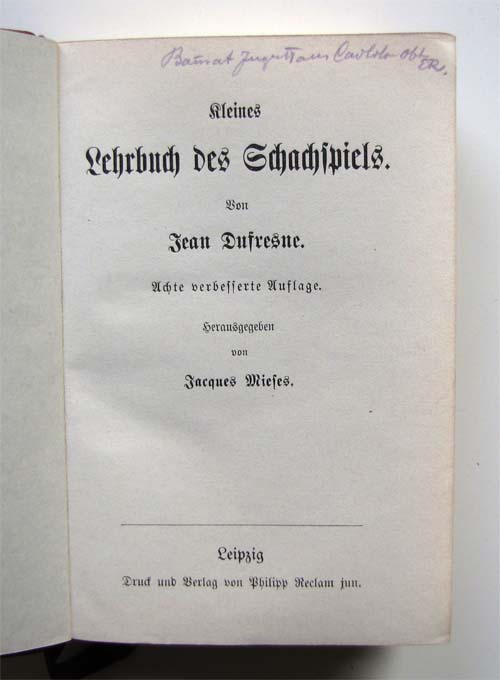 Kleines
Lehrbuch des Schachspiels.
Von
Jean Dufresne.
Achte verbesserte Auflage.
Herausgegeben
von
Jacques Mieses.
Leipzig
Druck und Verlag von Philipp Reclam jun.